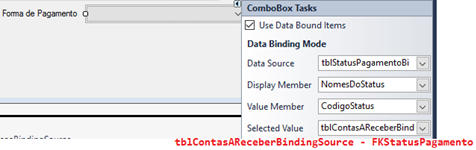 ComboBox Tasks
Forma de Pagamento
Use Data Bound Items
Data Binding Mode
Data Source tblStatusPagamentoBi
Display Member NomesDoStatus
Value Member CodigoStatus
Selected Value tblContasAReceberBind
tblContasAReceberBindingSource - FKStatusPagamento